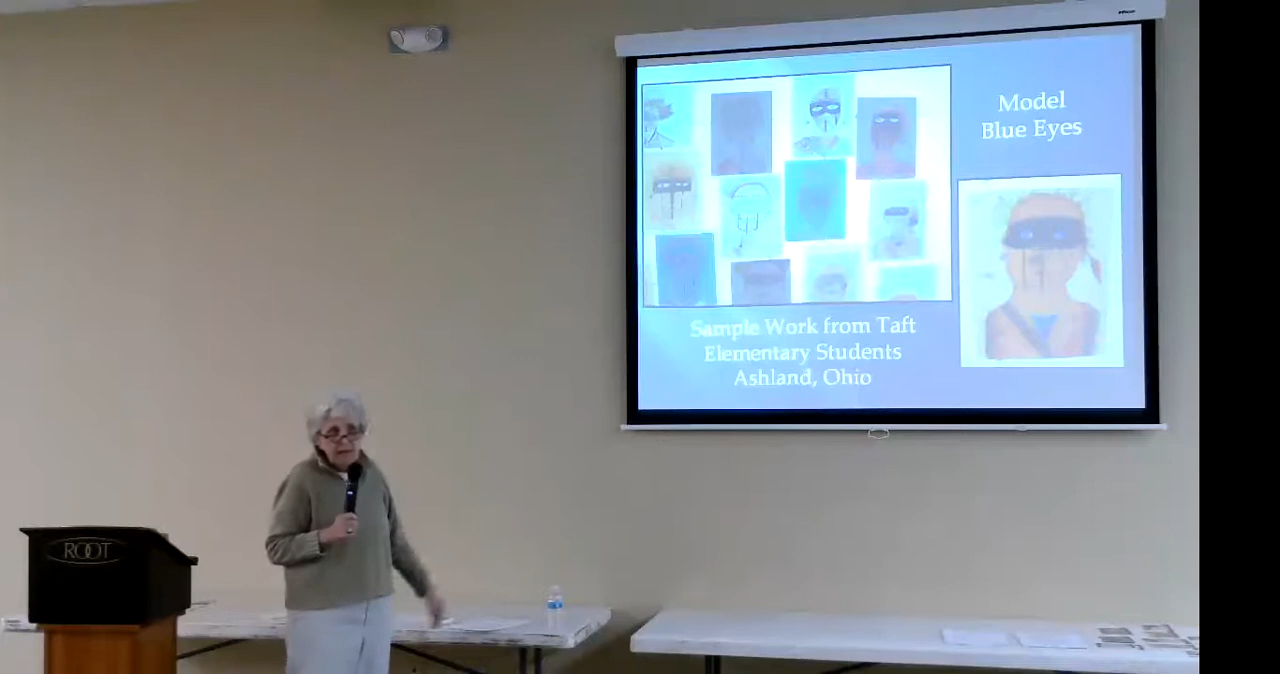 Model
Blue Eyes
Sample Work from Taft
Elementary Students
Ashland, Ohio
ROOT